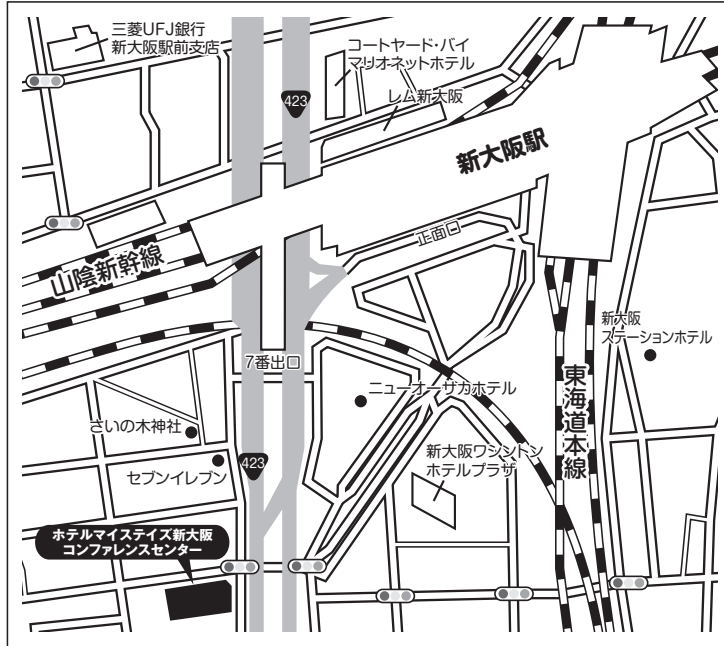 三菱UFJ銀行
新大阪駅前支店
コートヤード・バイ
マリオネットホテル
423
レム新大阪
新大阪駅
正面口
山陰新幹線
新大阪
ステーションホテル
7番出口
ニューオーサカホテル
東海道本線
さいの木神社
セブンイレブン
423
新大阪ワシントン
ホテルプラザ
ホテルマイステイズ新大阪
コンファレンスセンター